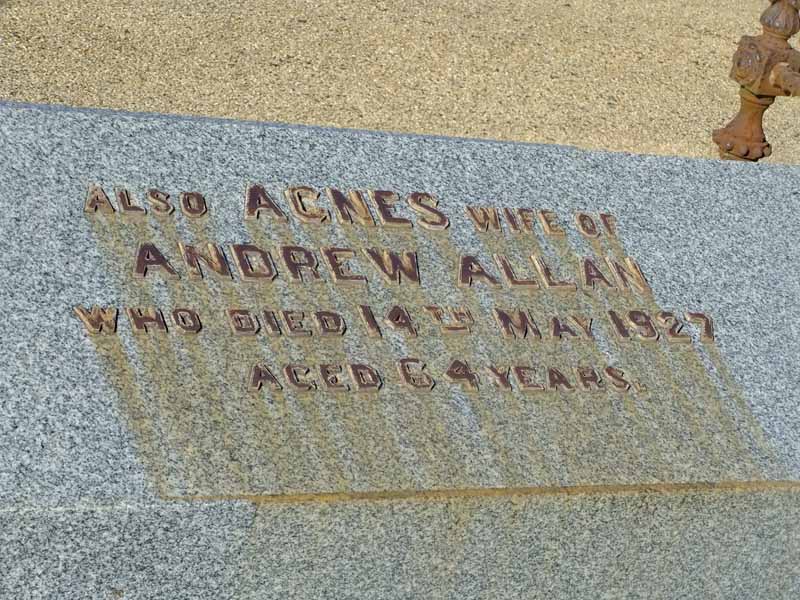 ALSO AGNES WIFE OF
ANDREW ALLAN
WHO DIED 14TH MAY 1927
AGED 64 YEARS.